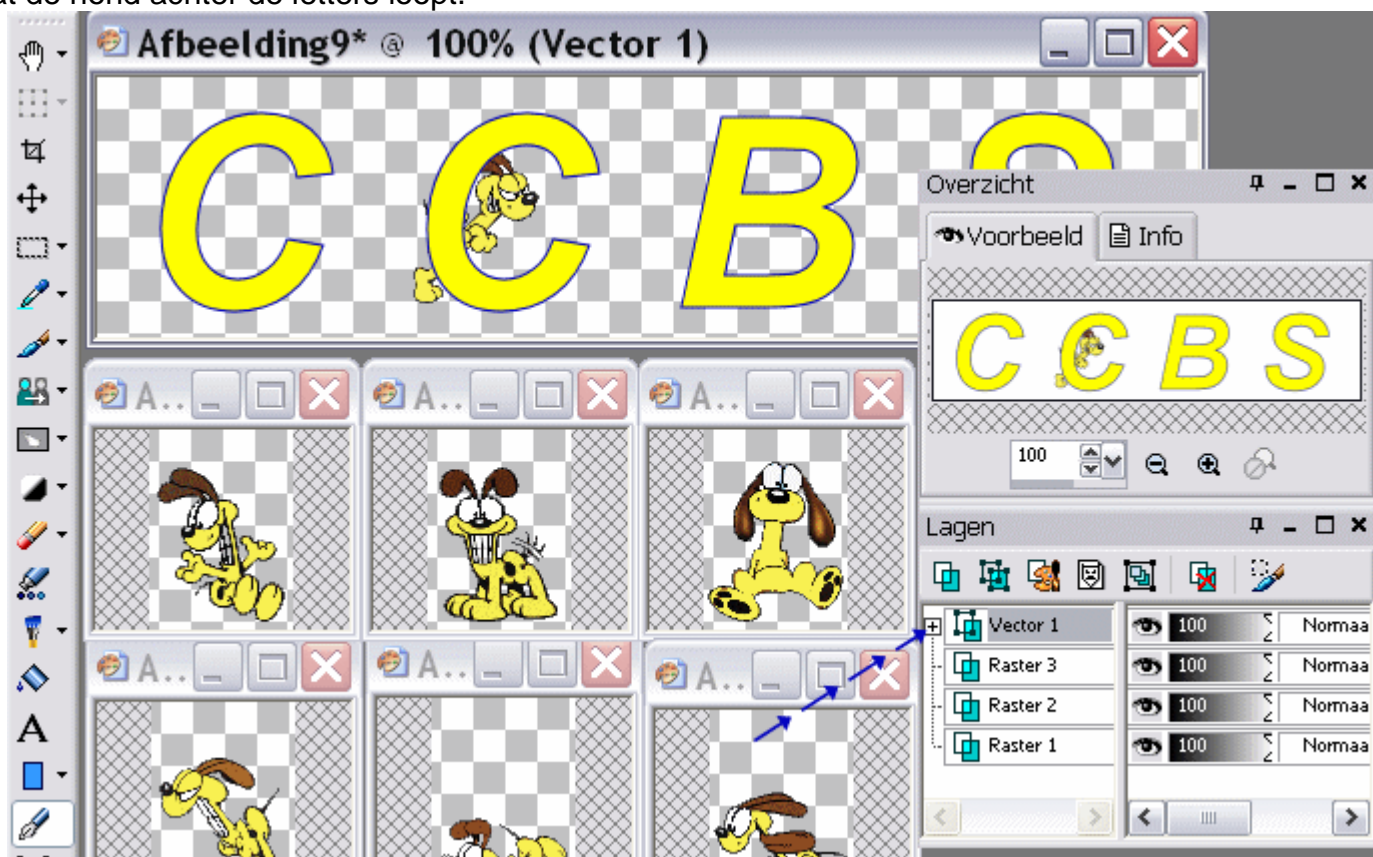 at de hond achter de letters loopt.
Afbeelding9* @ 100% (Vector 1)
C C B S
Overzicht
Voorbeeld Info
C C B S
100
A.. A.. A..
Lagen
Vector 1 100 Normaa
Raster 3 100 Normaa
Raster 2 100 Normaa
Raster 1 100 Normaa
A.. A.. A..
A